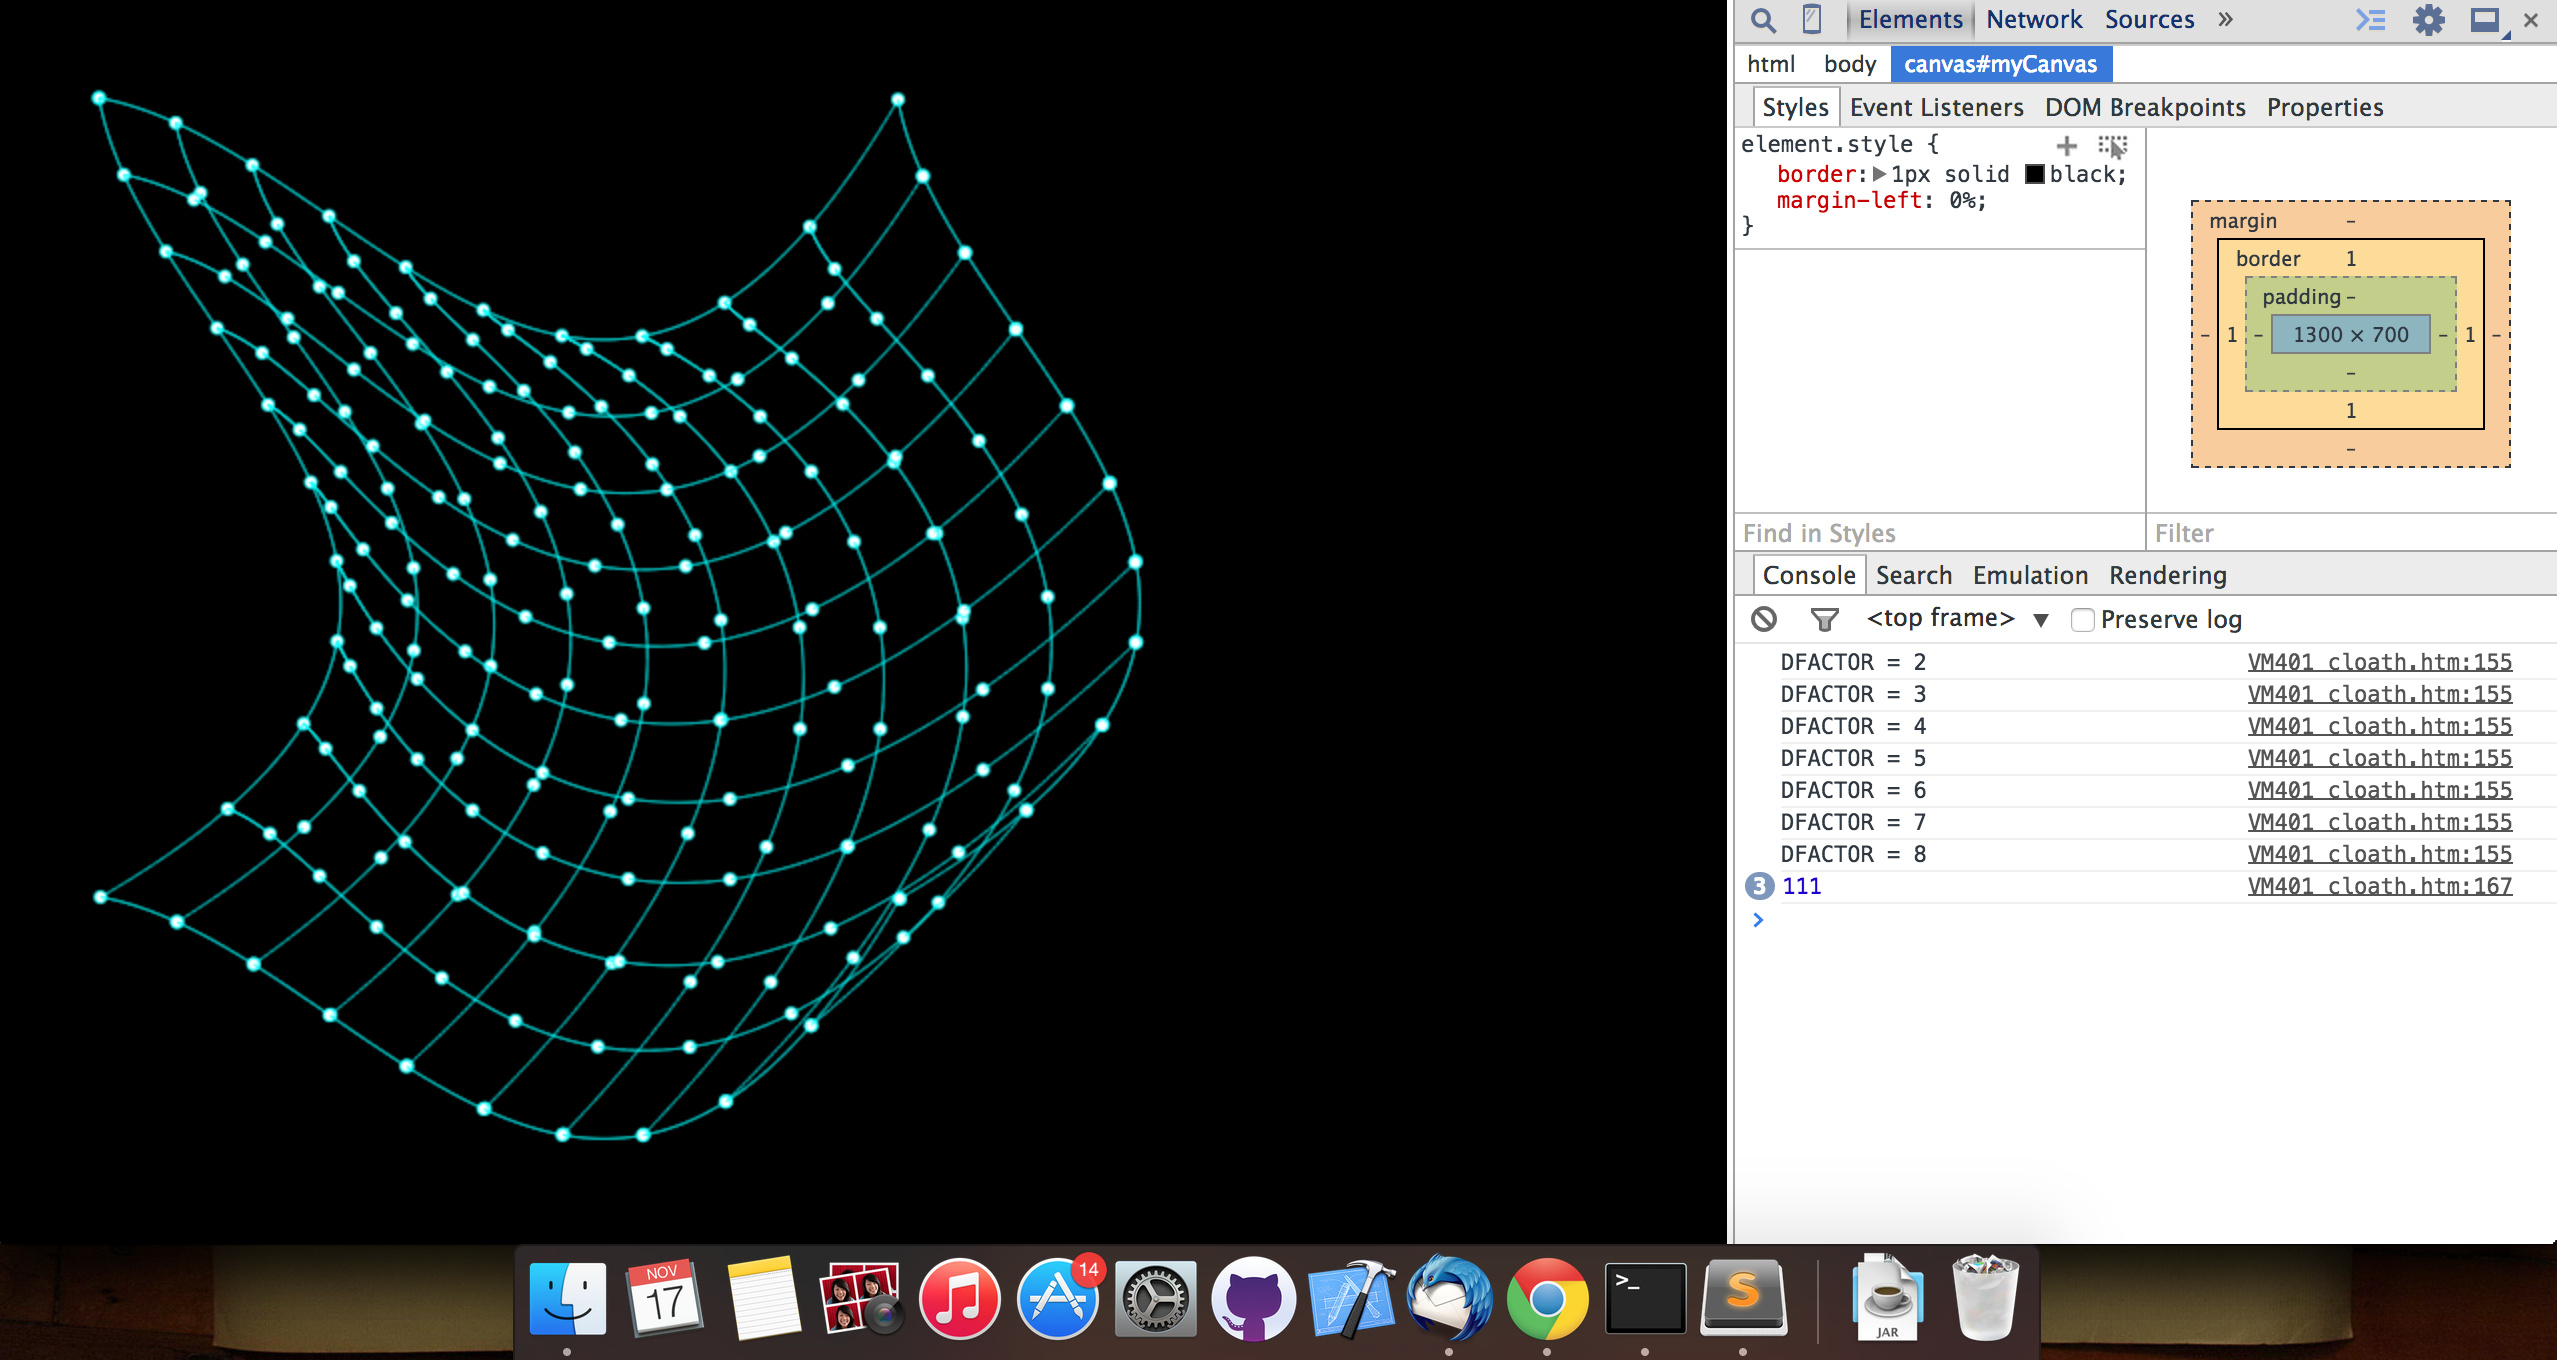 Elements Network Sources »
html body canvas#myCanvas
Styles Event Listeners DOM Breakpoints Properties
element.style {
border: 1px solid black;
margin-left: 0%;
}
margin –
border 1
padding –
– 1 – 1300 × 700 – 1 –
–
1
–
Find in Styles Filter
Console Search Emulation Rendering
<top frame> ▼ Preserve log
DFACTOR = 2 VM401 cloath.htm:155
DFACTOR = 3 VM401 cloath.htm:155
DFACTOR = 4 VM401 cloath.htm:155
DFACTOR = 5 VM401 cloath.htm:155
DFACTOR = 6 VM401 cloath.htm:155
DFACTOR = 7 VM401 cloath.htm:155
DFACTOR = 8 VM401 cloath.htm:155
3 111 VM401 cloath.htm:167
>
NOV
17
14
>_
S
JAR